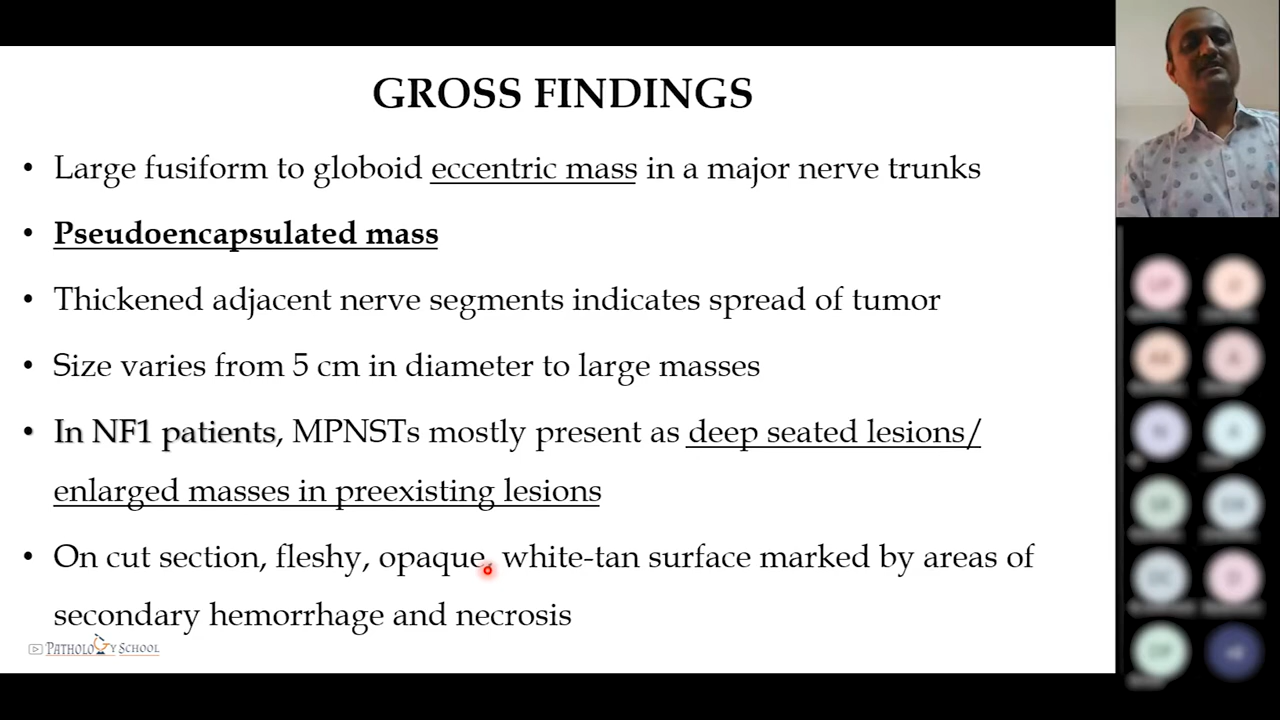 GROSS FINDINGS
• Large fusiform to globoid eccentric mass in a major nerve trunks
• Pseudoencapsulated mass
• Thickened adjacent nerve segments indicates spread of tumor
• Size varies from 5 cm in diameter to large masses
• In NF1 patients, MPNSTs mostly present as deep seated lesions/
enlarged masses in preexisting lesions
• On cut section, fleshy, opaque, white-tan surface marked by areas of
secondary hemorrhage and necrosis
PATHOLOGY SCHOOL